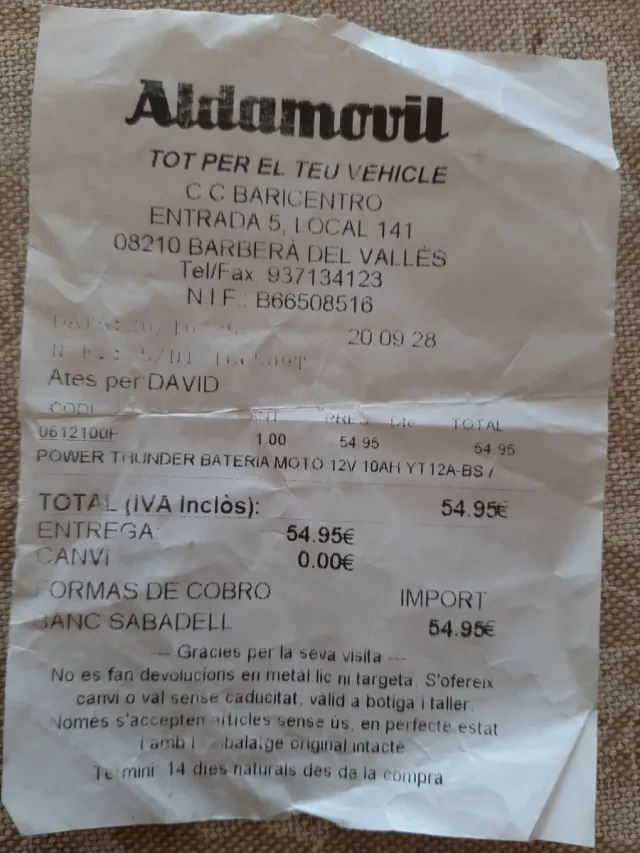 Aldamovil
TOT PER EL TEU VEHICLE
C C BARICENTRO
ENTRADA 5, LOCAL 141
08210 BARBERÀ DEL VALLÈS
Tel/Fax 937134123
N.I.F.: B66508516
20 09 28
Ates per DAVID
TOTAL
1.00 54.95 54.95
POWER THUNDER BATERIA MOTO 12V 10AH YT12A-BS /
TOTAL (IVA Inclòs): 54.95€
ENTREGA 54.95€
CANVI 0.00€
FORMAS DE COBRO IMPORT
BANC SABADELL 54.95€
--- Gràcies per la seva visita ---
No es fan devolucions en metàl lic ni targeta. S'ofereix
canvi o val sense caducitat, vàlid a botiga i taller.
Només s'accepten articles sense ús, en perfecte estat
i amb original intacte
14 dies naturals des da la compra